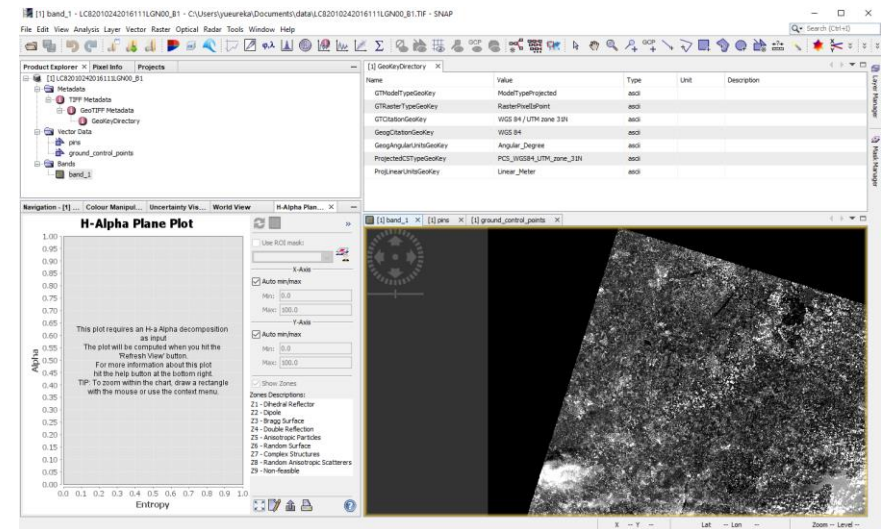 [1] band_1 - LC82010242016111LGN00_B1 - C:\Users\yueureka\Documents\data\LC82010242016111LGN00_B1.TIF - SNAP
File Edit View Analysis Layer Vector Raster Optical Radar Tools Window Help
Search (Ctrl+I)
Product Explorer Pixel Info Projects
[1] LC82010242016111LGN00_B1
Metadata
TIFF Metadata
GeoTIFF Metadata
GeoKeyDirectory
Vector Data
pins
ground_control_points
Bands
band_1
[1] GeoKeyDirectory
Name Value Type Unit Description
GTModelTypeGeoKey ModelTypeProjected ascii
GTRasterTypeGeoKey RasterPixelIsPoint ascii
GTCitationGeoKey WGS 84 / UTM zone 31N ascii
GeogCitationGeoKey WGS 84 ascii
GeogAngularUnitsGeoKey Angular_Degree ascii
ProjectedCSTypeGeoKey PCS_WGS84_UTM_zone_31N ascii
ProjLinearUnitsGeoKey Linear_Meter ascii
Layer Manager
Mask Manager
Navigation - [1] ... Colour Manipul... Uncertainty Vis... World View H-Alpha Plan...
H-Alpha Plane Plot
1.00
0.95
0.90
0.85
0.80
0.75
0.70
0.65
0.60
0.55
0.50
0.45
0.40
0.35
0.30
0.25
0.20
0.15
0.10
0.05
0.00
Alpha
This plot requires an H-a Alpha decomposition
as input
The plot will be computed when you hit the
'Refresh View' button.
For more information about this plot
hit the help button at the bottom right.
TIP: To zoom within the chart, draw a rectangle
with the mouse or use the context menu.
0.0 0.1 0.2 0.3 0.4 0.5 0.6 0.7 0.8 0.9 1.0
Entropy
Use ROI mask:
X-Axis
Auto min/max
Min: 0.0
Max: 100.0
Y-Axis
Auto min/max
Min: 0.0
Max: 100.0
Show Zones
Zones Descriptions:
Z1 - Dihedral Reflector
Z2 - Dipole
Z3 - Bragg Surface
Z4 - Double Reflection
Z5 - Anisotropic Particles
Z6 - Random Surface
Z7 - Complex Structures
Z8 - Random Anisotropic Scatterers
Z9 - Non-feasible
[1] band_1 [1] pins [1] ground_control_points
X -- Y -- Lat -- Lon -- Zoom -- Level --